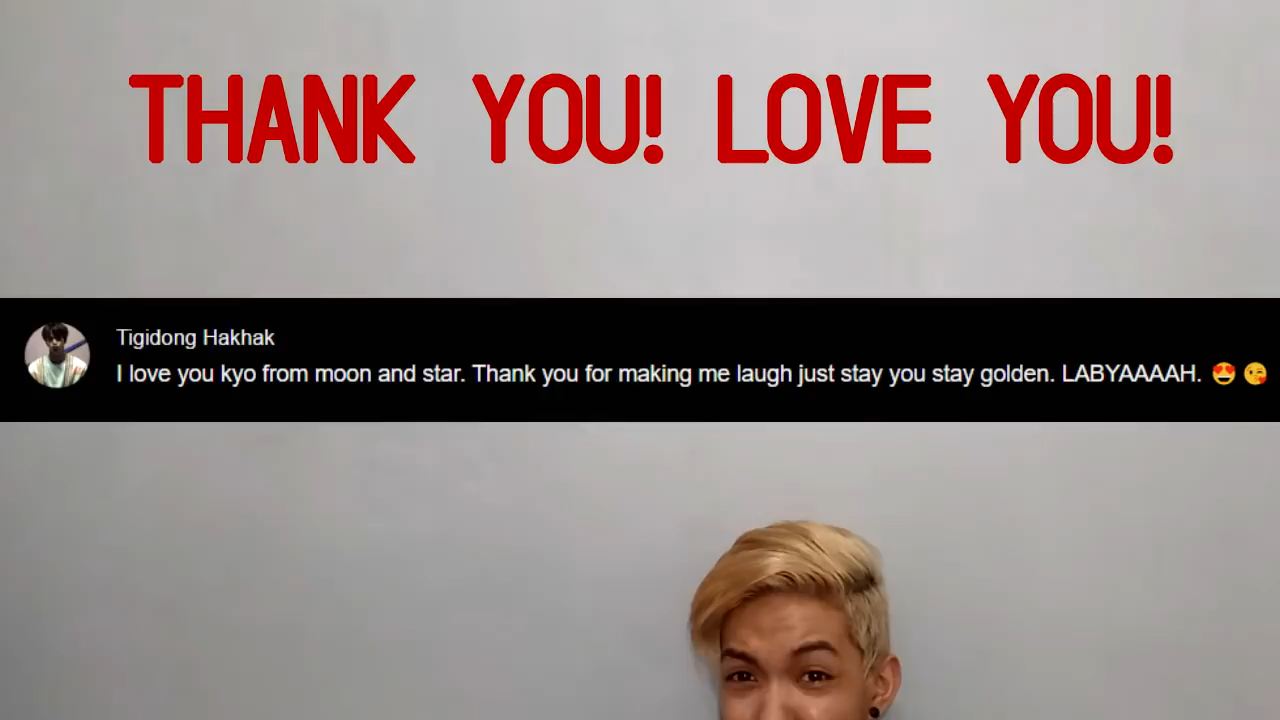 THANK YOU! LOVE YOU!
Tigidong Hakhak
I love you kyo from moon and star. Thank you for making me laugh just stay you stay golden. LABYAAAAH. 😍😘